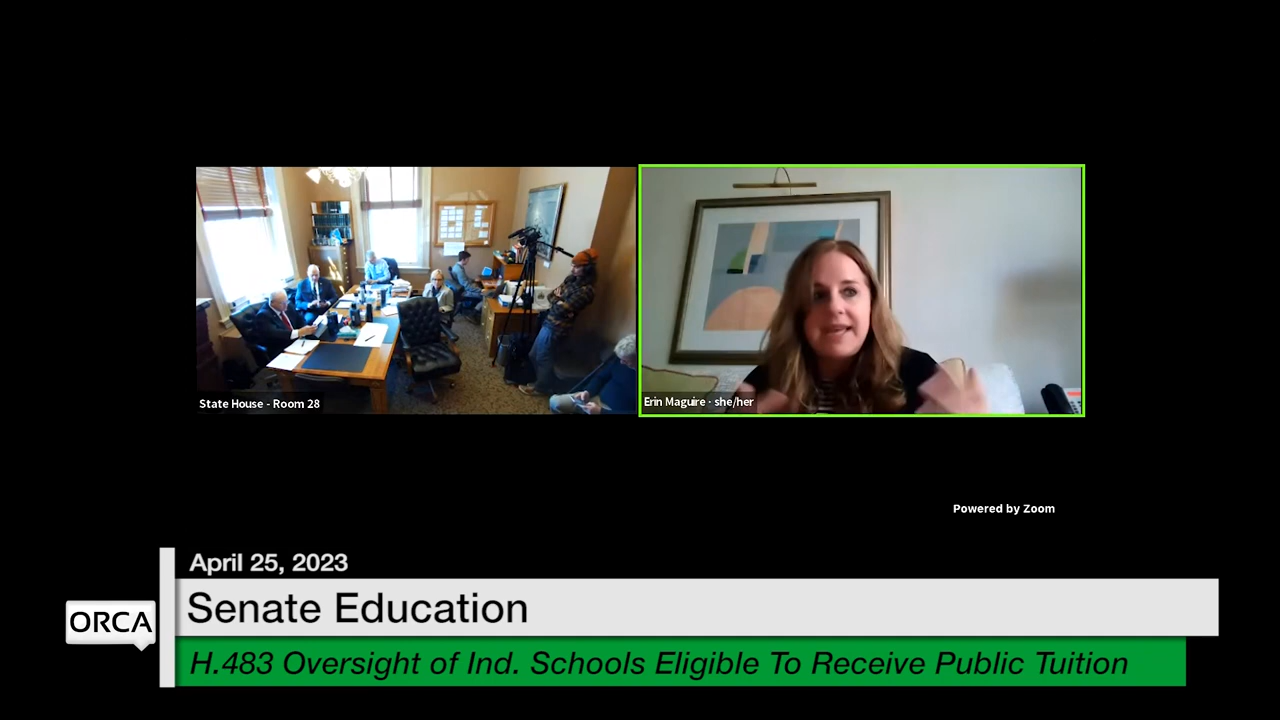 State House - Room 28
Erin Maguire - she/her
Powered by Zoom
April 25, 2023
Senate Education
ORCA
H.483 Oversight of Ind. Schools Eligible To Receive Public Tuition